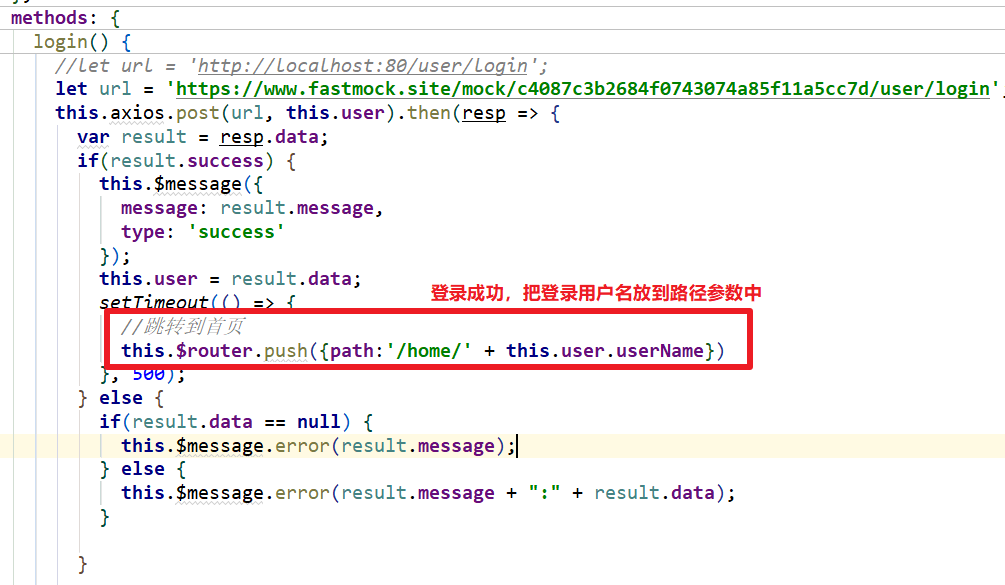 methods: {
login() {
//let url = 'http://localhost:80/user/login';
let url = 'https://www.fastmock.site/mock/c4087c3b2684f0743074a85f11a5cc7d/user/login'
this.axios.post(url, this.user).then(resp => {
var result = resp.data;
if(result.success) {
this.$message({
message: result.message,
type: 'success'
});
this.user = result.data;
登录成功，把登录用户名放到路径参数中
setTimeout(() => {
//跳转到首页
this.$router.push({path:'/home/' + this.user.userName})
}, 500);
} else {
if(result.data == null) {
this.$message.error(result.message);
} else {
this.$message.error(result.message + ":" + result.data);
}
}